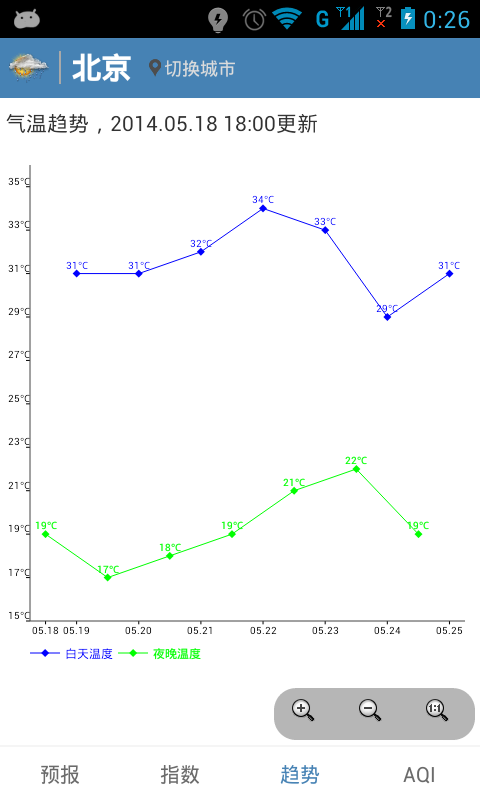 G 1 2 0:26
北京 切换城市
气温趋势，2014.05.18 18:00更新
35℃
34℃
33℃ 33℃
32℃
31℃ 31℃ 31℃ 31℃
29℃ 29℃
27℃
25℃
23℃
22℃
21℃ 21℃
19℃ 19℃ 19℃ 19℃
18℃
17℃ 17℃
15℃
05.18 05.19 05.20 05.21 05.22 05.23 05.24 05.25
白天温度 夜晚温度
1:1
预报 指数 趋势 AQI